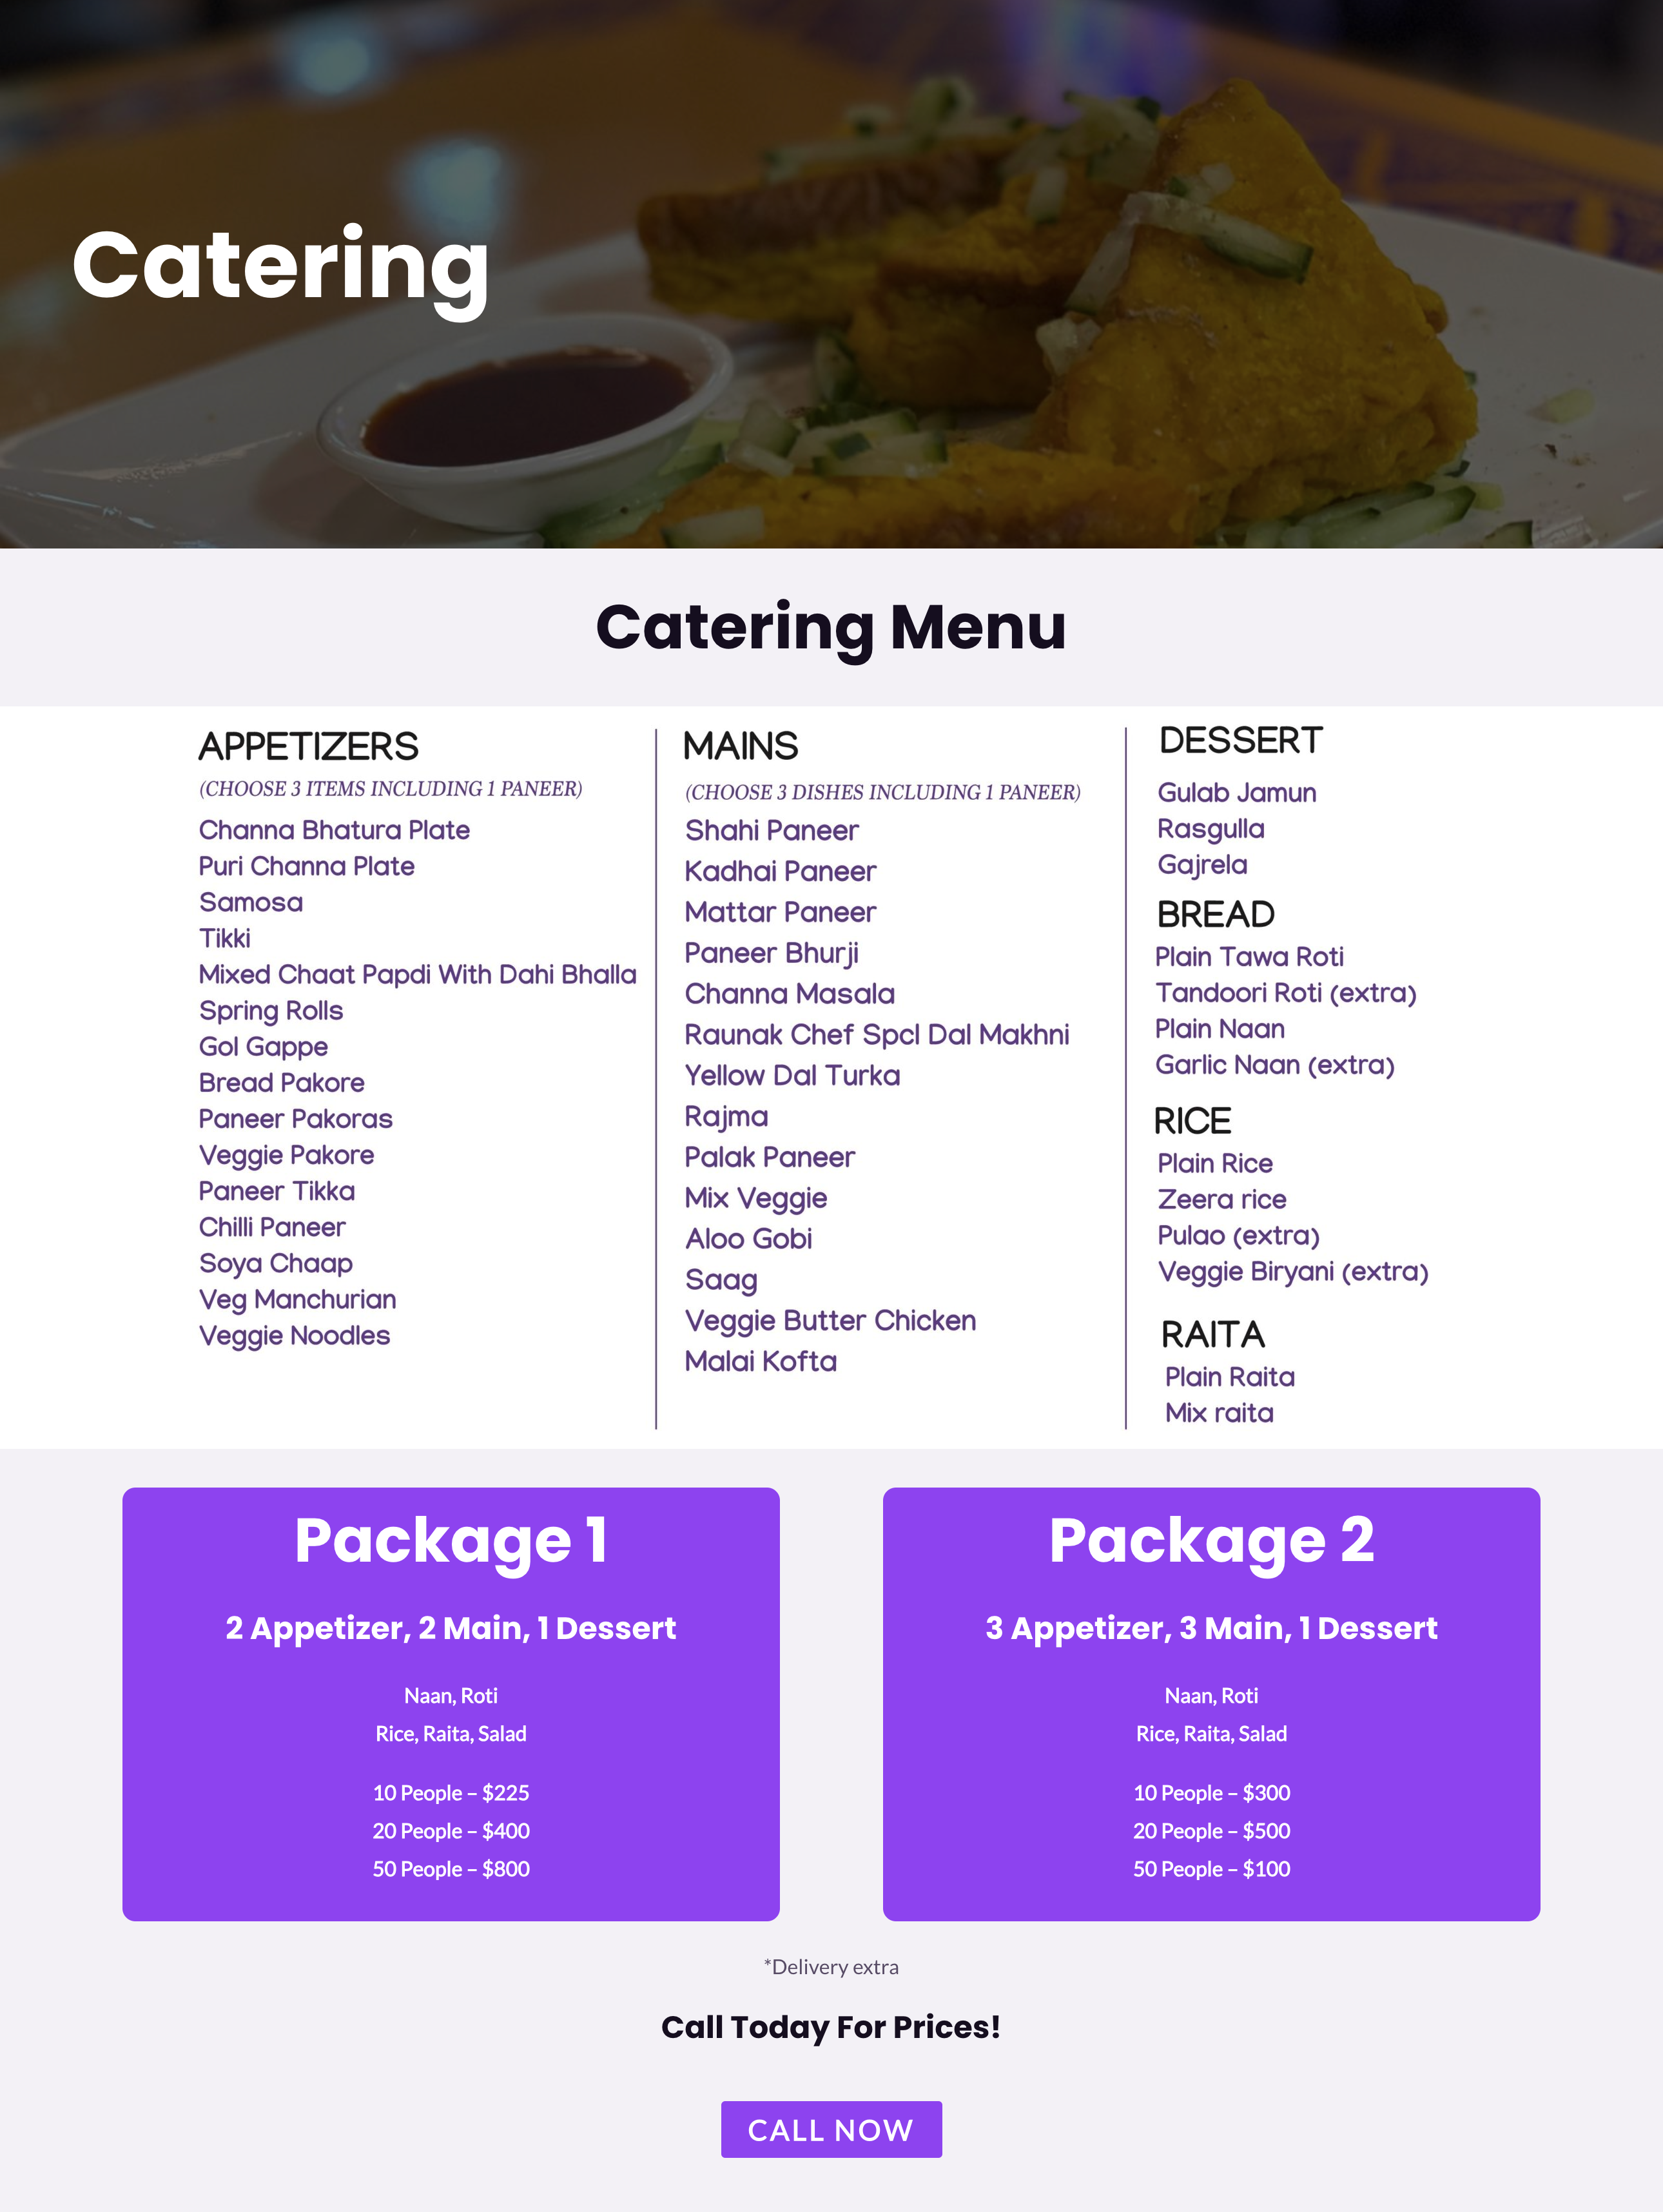 Catering
Catering Menu
APPETIZERS
(CHOOSE 3 ITEMS INCLUDING 1 PANEER)
Channa Bhatura Plate
Puri Channa Plate
Samosa
Tikki
Mixed Chaat Papdi With Dahi Bhalla
Spring Rolls
Gol Gappe
Bread Pakore
Paneer Pakoras
Veggie Pakore
Paneer Tikka
Chilli Paneer
Soya Chaap
Veg Manchurian
Veggie Noodles
MAINS
(CHOOSE 3 DISHES INCLUDING 1 PANEER)
Shahi Paneer
Kadhai Paneer
Mattar Paneer
Paneer Bhurji
Channa Masala
Raunak Chef Spcl Dal Makhni
Yellow Dal Turka
Rajma
Palak Paneer
Mix Veggie
Aloo Gobi
Saag
Veggie Butter Chicken
Malai Kofta
DESSERT
Gulab Jamun
Rasgulla
Gajrela
BREAD
Plain Tawa Roti
Tandoori Roti (extra)
Plain Naan
Garlic Naan (extra)
RICE
Plain Rice
Zeera rice
Pulao (extra)
Veggie Biryani (extra)
RAITA
Plain Raita
Mix raita
Package 1
2 Appetizer, 2 Main, 1 Dessert
Naan, Roti
Rice, Raita, Salad
10 People – $225
20 People – $400
50 People – $800
Package 2
3 Appetizer, 3 Main, 1 Dessert
Naan, Roti
Rice, Raita, Salad
10 People – $300
20 People – $500
50 People – $100
*Delivery extra
Call Today For Prices!
CALL NOW